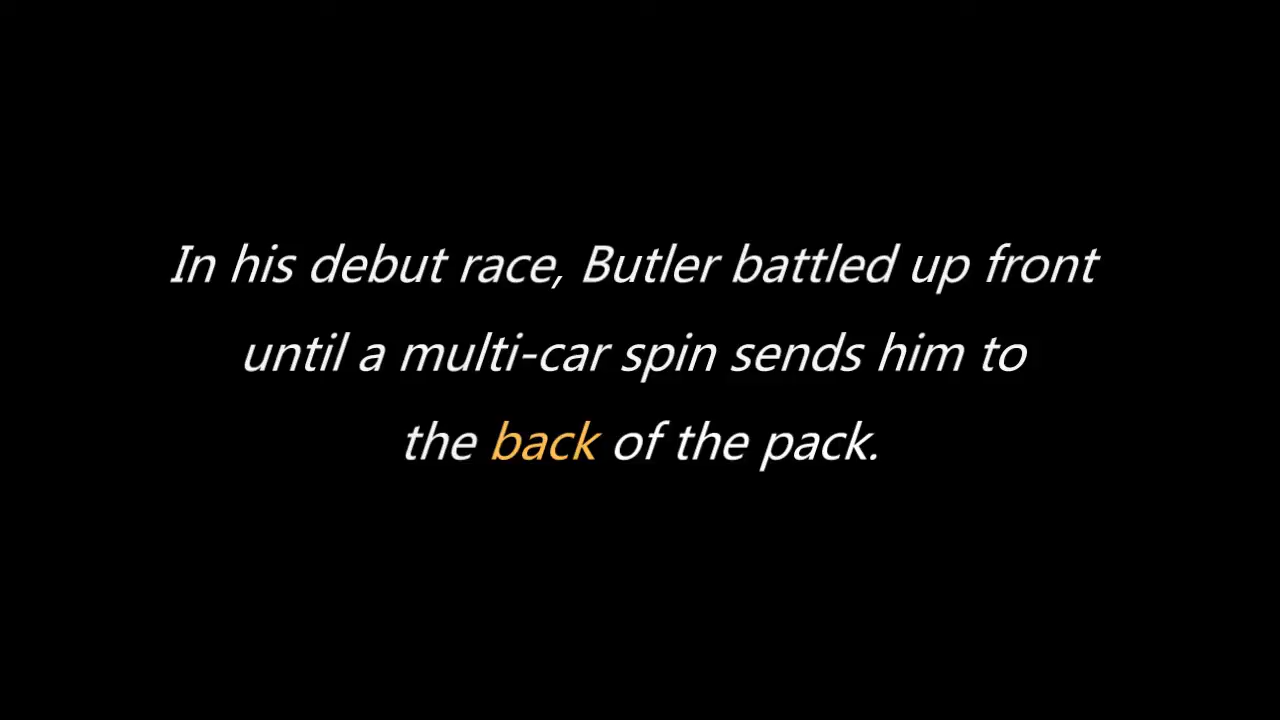 In his debut race, Butler battled up front
until a multi-car spin sends him to
the back of the pack.